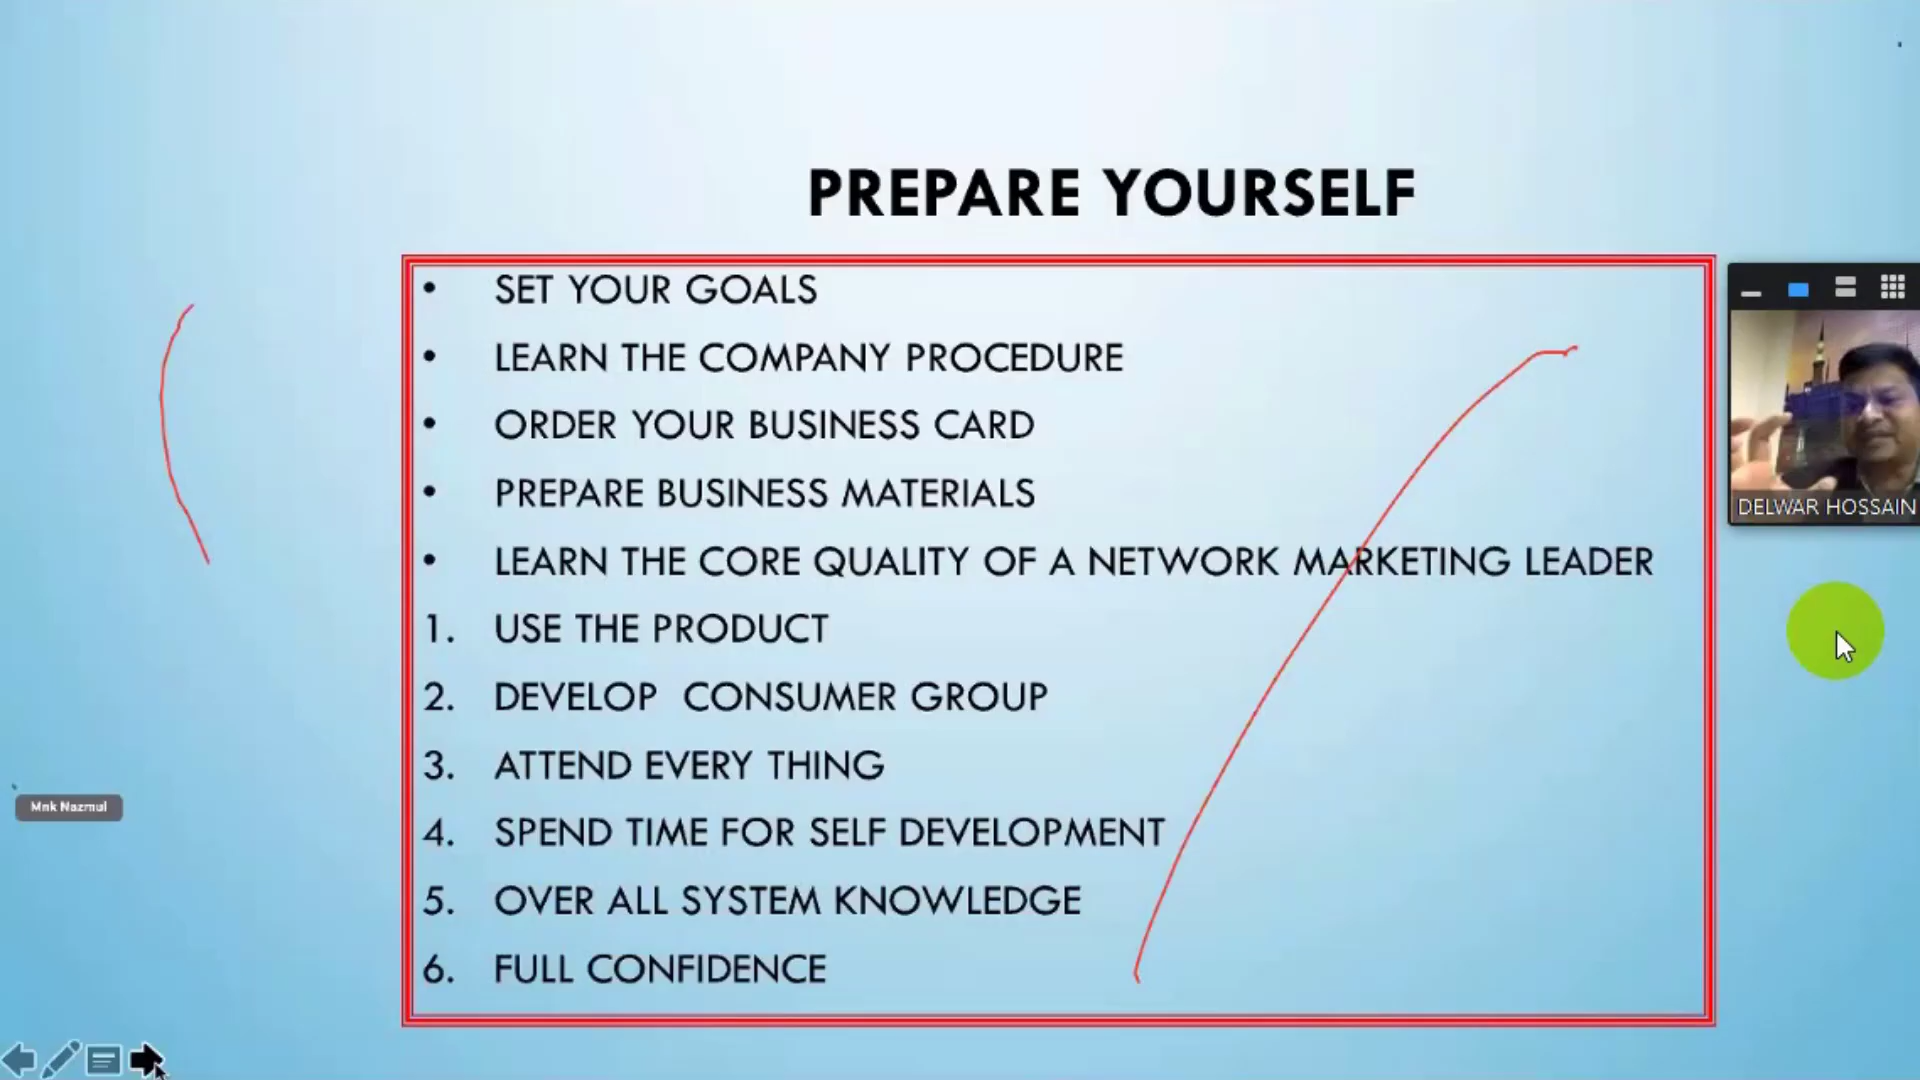 PREPARE YOURSELF
• SET YOUR GOALS
• LEARN THE COMPANY PROCEDURE
• ORDER YOUR BUSINESS CARD
• PREPARE BUSINESS MATERIALS
• LEARN THE CORE QUALITY OF A NETWORK MARKETING LEADER
1. USE THE PRODUCT
2. DEVELOP CONSUMER GROUP
3. ATTEND EVERY THING
4. SPEND TIME FOR SELF DEVELOPMENT
5. OVER ALL SYSTEM KNOWLEDGE
6. FULL CONFIDENCE
DELWAR HOSSAIN
Mnk Nazmul